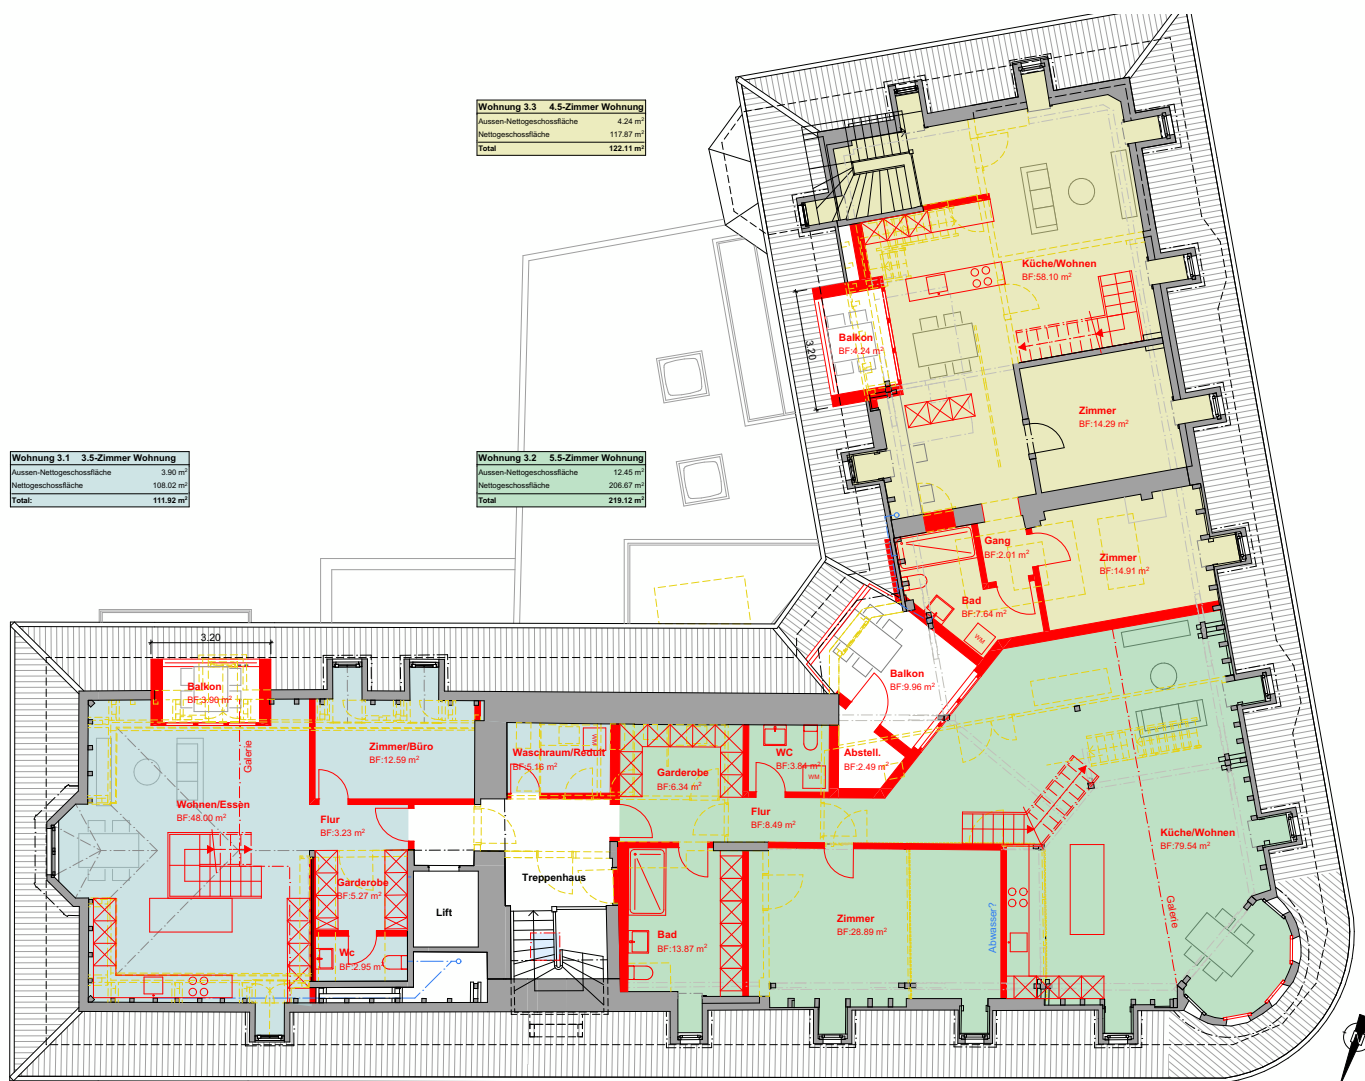 Wohnung 3.3 4.5-Zimmer Wohnung
Aussen-Nettogeschossfläche 4.24 m²
Nettogeschossfläche 117.87 m²
Total 122.11 m²
Wohnung 3.1 3.5-Zimmer Wohnung
Aussen-Nettogeschossfläche 3.90 m²
Nettogeschossfläche 108.02 m²
Total: 111.92 m²
Wohnung 3.2 5.5-Zimmer Wohnung
Aussen-Nettogeschossfläche 12.45 m²
Nettogeschossfläche 206.67 m²
Total 219.12 m²
Küche/Wohnen
BF:58.10 m²
3.20
Balkon
BF:4.24 m²
Zimmer
BF:14.29 m²
Gang
BF:2.01 m²
Zimmer
BF:14.91 m²
Bad
BF:7.64 m²
WM
3.20
Balkon
BF:3.90 m²
Balkon
BF:9.96 m²
Galerie
Zimmer/Büro
BF:12.59 m²
Waschraum/Reduit
BF:5.16 m²
WM
Garderobe
BF:6.34 m²
WC
BF:3.84 m²
WM
Abstell.
BF:2.49 m²
Wohnen/Essen
BF:48.00 m²
Flur
BF:3.23 m²
Flur
BF:8.49 m²
Küche/Wohnen
BF:79.54 m²
Garderobe
BF:5.27 m²
Treppenhaus
Lift
Zimmer
BF:28.89 m²
Abwasser?
Galerie
Bad
BF:13.87 m²
Wc
BF:2.95 m²
N